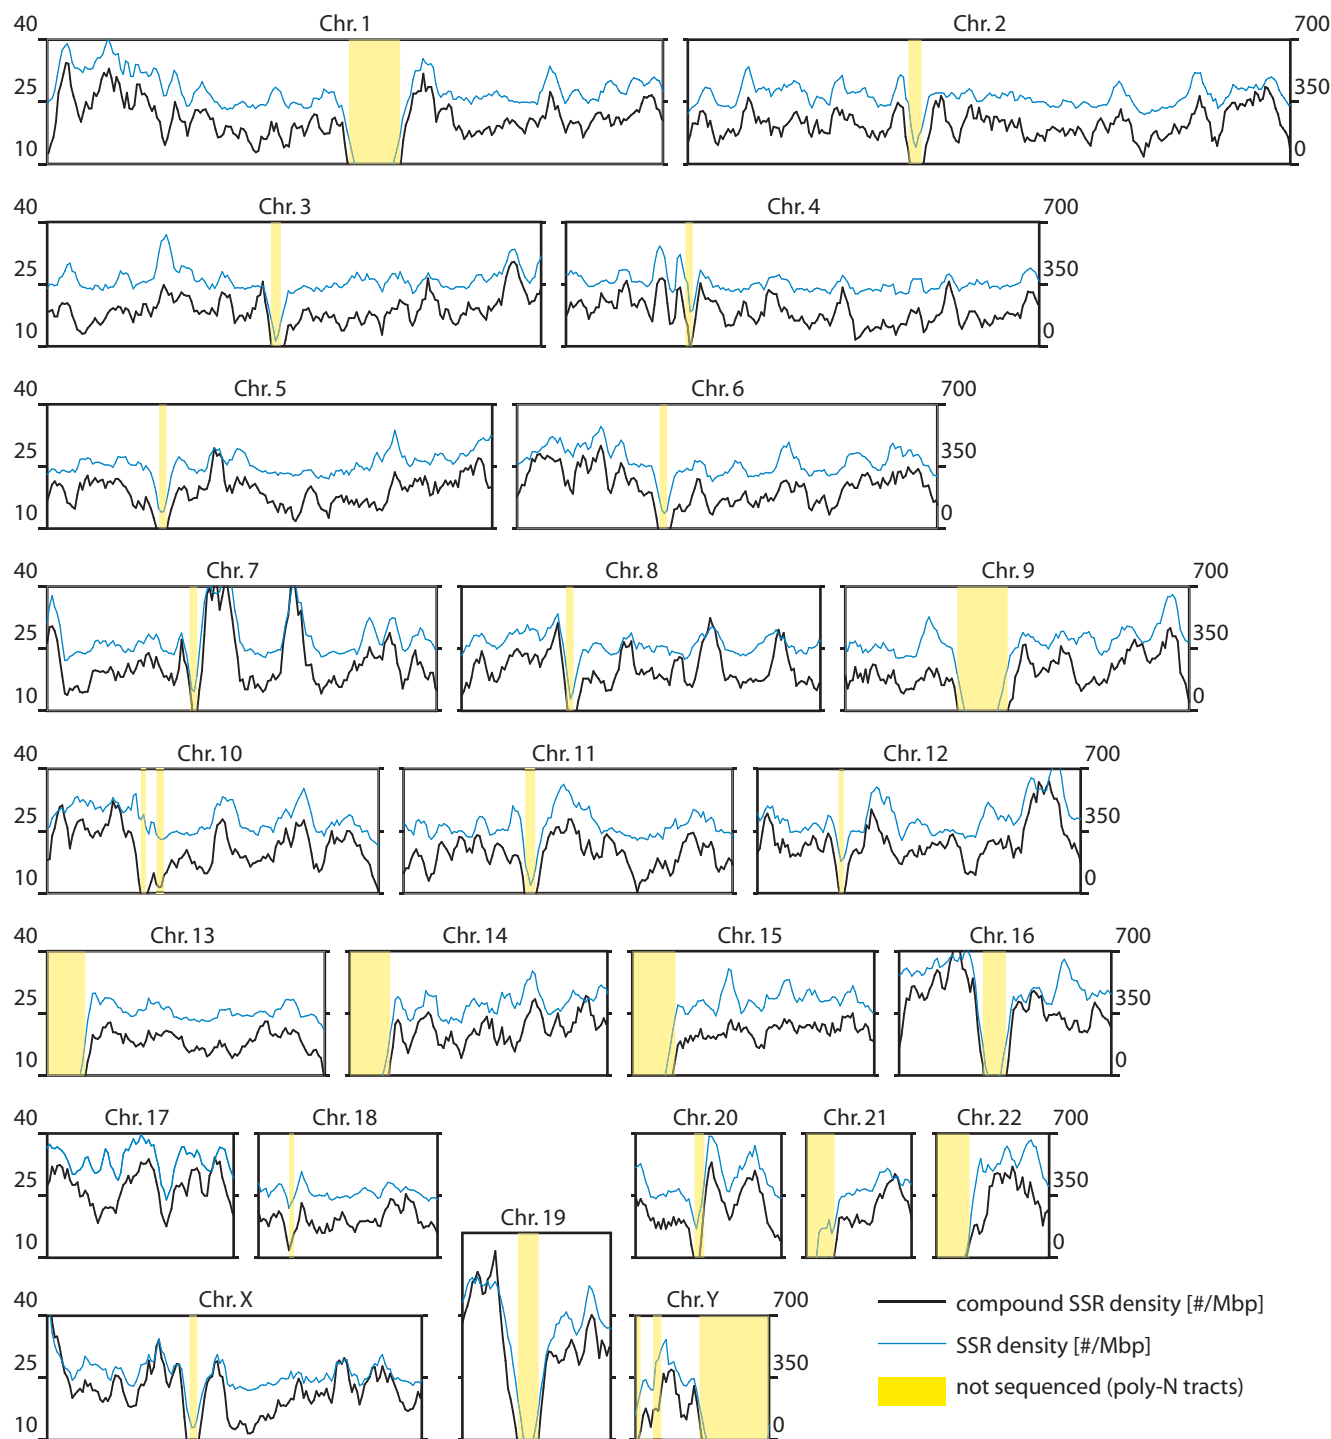 Chr. 1 Chr. 2
40 700
25 350
10 0
Chr. 3 Chr. 4
40 700
25 350
10 0
Chr. 5 Chr. 6
40 700
25 350
10 0
Chr. 7 Chr. 8 Chr. 9
40 700
25 350
10 0
Chr. 10 Chr. 11 Chr. 12
40 700
25 350
10 0
Chr. 13 Chr. 14 Chr. 15 Chr. 16
40 700
25 350
10 0
Chr. 17 Chr. 18 Chr. 20 Chr. 21 Chr. 22
40 700
25 350
10 0
Chr. 19
Chr. X Chr. Y
40 700
25 350
10 0
compound SSR density [#/Mbp]
SSR density [#/Mbp]
not sequenced (poly-N tracts)